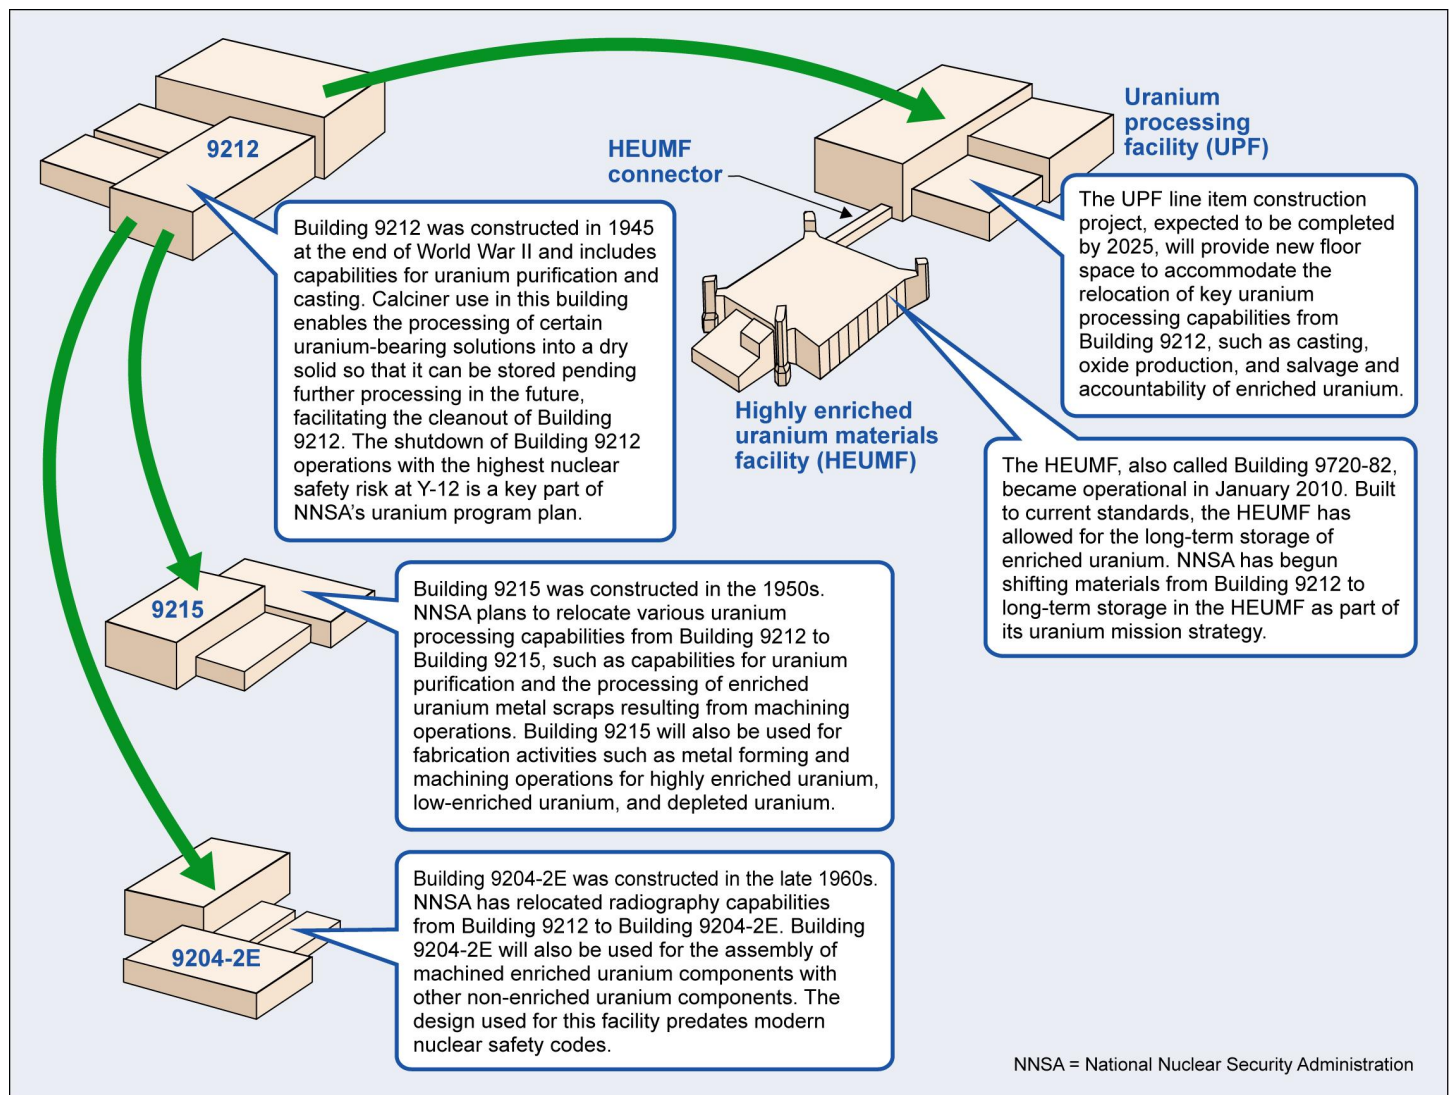 9212
Building 9212 was constructed in 1945
at the end of World War II and includes
capabilities for uranium purification and
casting. Calciner use in this building
enables the processing of certain
uranium-bearing solutions into a dry
solid so that it can be stored pending
further processing in the future,
facilitating the cleanout of Building
9212. The shutdown of Building 9212
operations with the highest nuclear
safety risk at Y-12 is a key part of
NNSA’s uranium program plan.
HEUMF
connector
Uranium
processing
facility (UPF)
The UPF line item construction
project, expected to be completed
by 2025, will provide new floor
space to accommodate the
relocation of key uranium
processing capabilities from
Building 9212, such as casting,
oxide production, and salvage and
accountability of enriched uranium.
Highly enriched
uranium materials
facility (HEUMF)
The HEUMF, also called Building 9720-82,
became operational in January 2010. Built
to current standards, the HEUMF has
allowed for the long-term storage of
enriched uranium. NNSA has begun
shifting materials from Building 9212 to
long-term storage in the HEUMF as part of
its uranium mission strategy.
9215
Building 9215 was constructed in the 1950s.
NNSA plans to relocate various uranium
processing capabilities from Building 9212 to
Building 9215, such as capabilities for uranium
purification and the processing of enriched
uranium metal scraps resulting from machining
operations. Building 9215 will also be used for
fabrication activities such as metal forming and
machining operations for highly enriched uranium,
low-enriched uranium, and depleted uranium.
9204-2E
Building 9204-2E was constructed in the late 1960s.
NNSA has relocated radiography capabilities
from Building 9212 to Building 9204-2E. Building
9204-2E will also be used for the assembly of
machined enriched uranium components with
other non-enriched uranium components. The
design used for this facility predates modern
nuclear safety codes.
NNSA = National Nuclear Security Administration